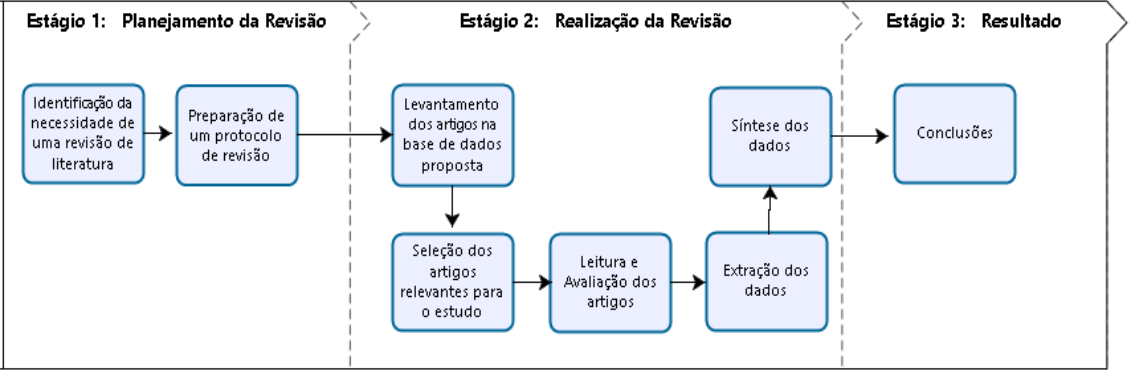 Estágio 1: Planejamento da Revisão
Estágio 2: Realização da Revisão
Estágio 3: Resultado
Identificação da
necessidade de
uma revisão de
literatura
Preparação de
um protocolo
de revisão
Levantamento
dos artigos na
base de dados
proposta
Seleção dos
artigos
relevantes para
o estudo
Leitura e
Avaliação dos
artigos
Extração dos
dados
Síntese dos
dados
Conclusões